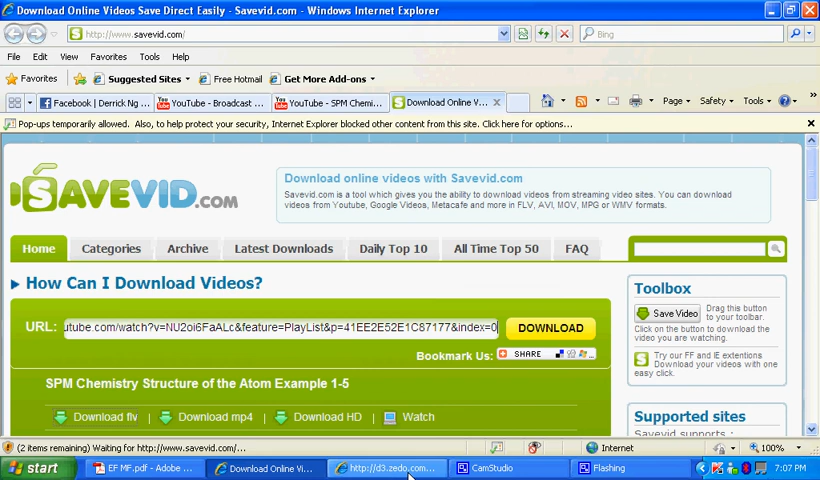 Download Online Videos Save Direct Easily - Savevid.com - Windows Internet Explorer
http://www.savevid.com/
Bing
File Edit View Favorites Tools Help
Favorites Suggested Sites Free Hotmail Get More Add-ons
Facebook | Derrick Ng ... YouTube - Broadcast ... YouTube - SPM Chemi... Download Online V... Page Safety Tools
Pop-ups temporarily allowed. Also, to help protect your security, Internet Explorer blocked other content from this site. Click here for options...
SAVEVID.COM
Download online videos with Savevid.com
Savevid.com is a tool which gives you the ability to download videos from streaming video sites. You can download
videos from Youtube, Google Videos, Metacafe and more in FLV, AVI, MOV, MPG or WMV formats.
Home Categories Archive Latest Downloads Daily Top 10 All Time Top 50 FAQ
How Can I Download Videos?
URL: utube.com/watch?v=NU2oi6FaALc&feature=PlayList&p=41EE2E52E1C87177&index=0 DOWNLOAD
Bookmark Us: SHARE
SPM Chemistry Structure of the Atom Example 1-5
Download flv | Download mp4 | Download HD | Watch
Toolbox
Save Video Drag this button
to your toolbar.
Click on the button to download the
video you are watching.
Try our FF and IE extentions
Download your videos with one
easy click.
Supported sites
Savevid supports :
(2 items remaining) Waiting for http://www.savevid.com/... Internet 100%
start EF MF.pdf - Adobe ... Download Online Vi... http://d3.zedo.com... CamStudio Flashing 7:07 PM